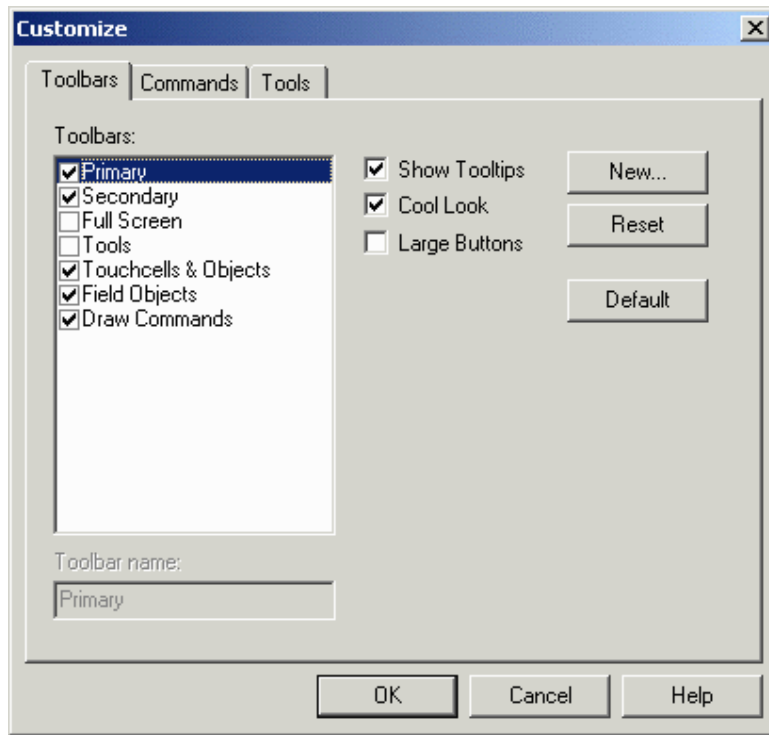 Customize
Toolbars Commands Tools
Toolbars:
Primary
Secondary
Full Screen
Tools
Touchcells & Objects
Field Objects
Draw Commands
Show Tooltips
Cool Look
Large Buttons
New...
Reset
Default
Toolbar name:
Primary
OK Cancel Help